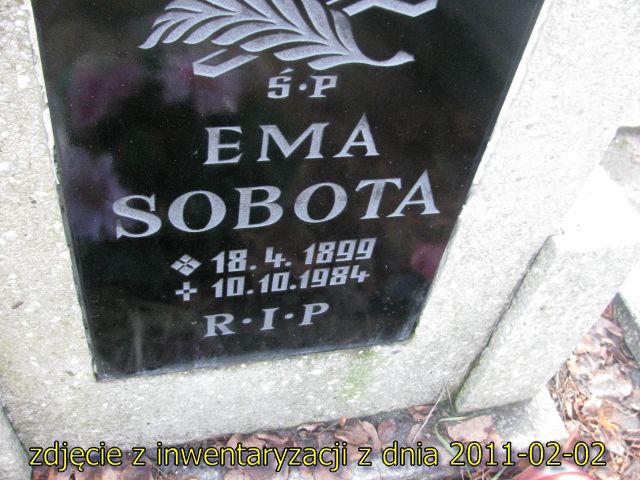 Ś·P
EMA
SOBOTA
18.4.1899
10.10.1984
R·I·P
zdjęcie z inwentaryzacji z dnia 2011-02-02